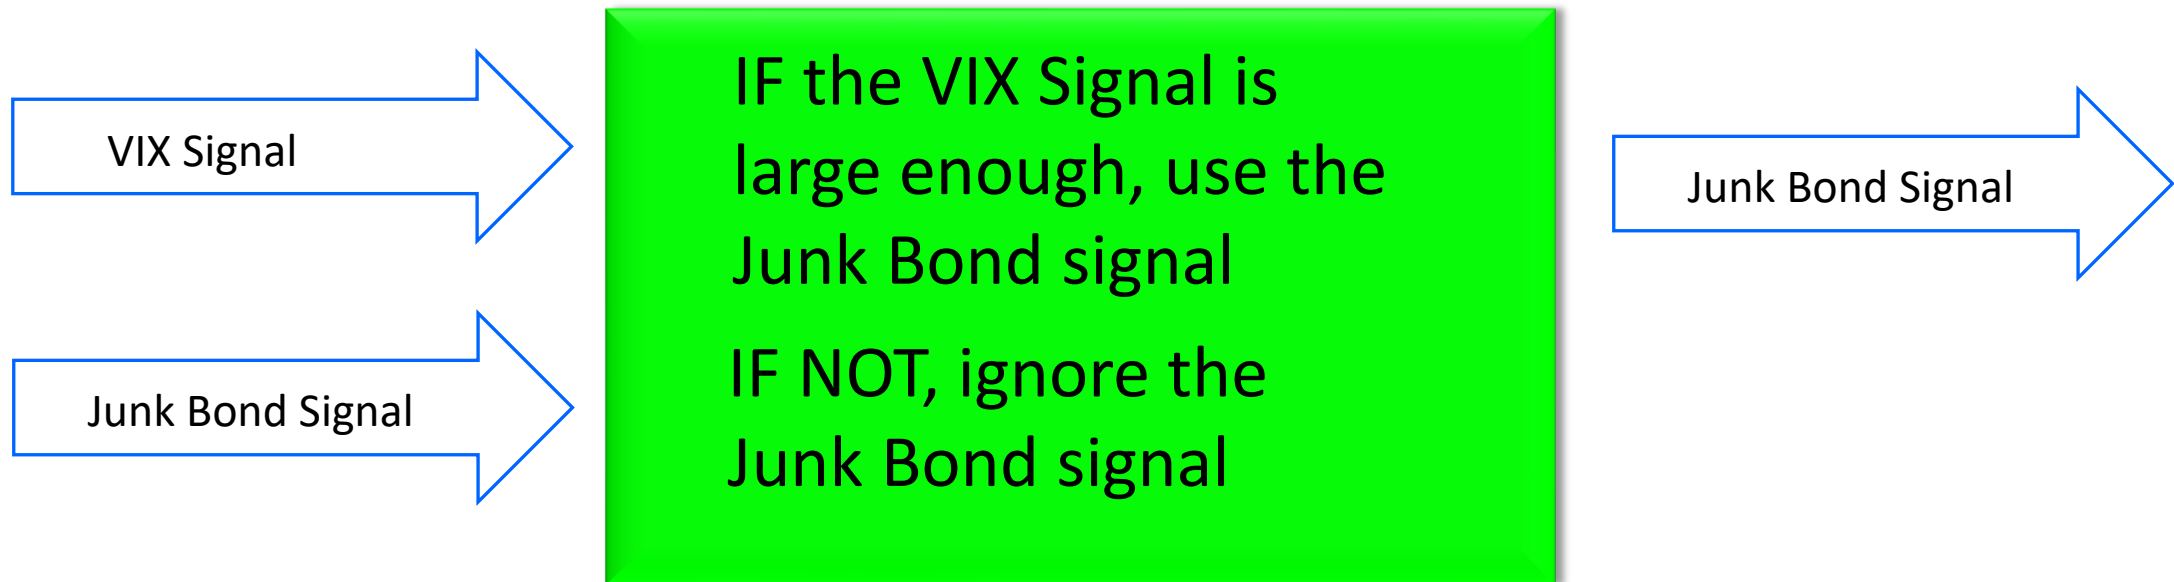 VIX Signal
Junk Bond Signal
IF the VIX Signal is
large enough, use the
Junk Bond signal
IF NOT, ignore the
Junk Bond signal
Junk Bond Signal